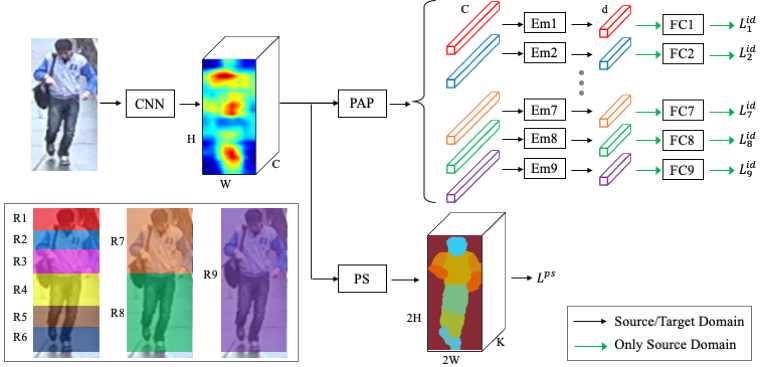 C
d
Em1
FC1
L_1^{id}
Em2
FC2
L_2^{id}
CNN
PAP
H
C
W
Em7
FC7
L_7^{id}
Em8
FC8
L_8^{id}
Em9
FC9
L_9^{id}
R1
R2
R3
R4
R5
R6
R7
R8
R9
PS
L^{ps}
2H
K
2W
Source/Target Domain
Only Source Domain